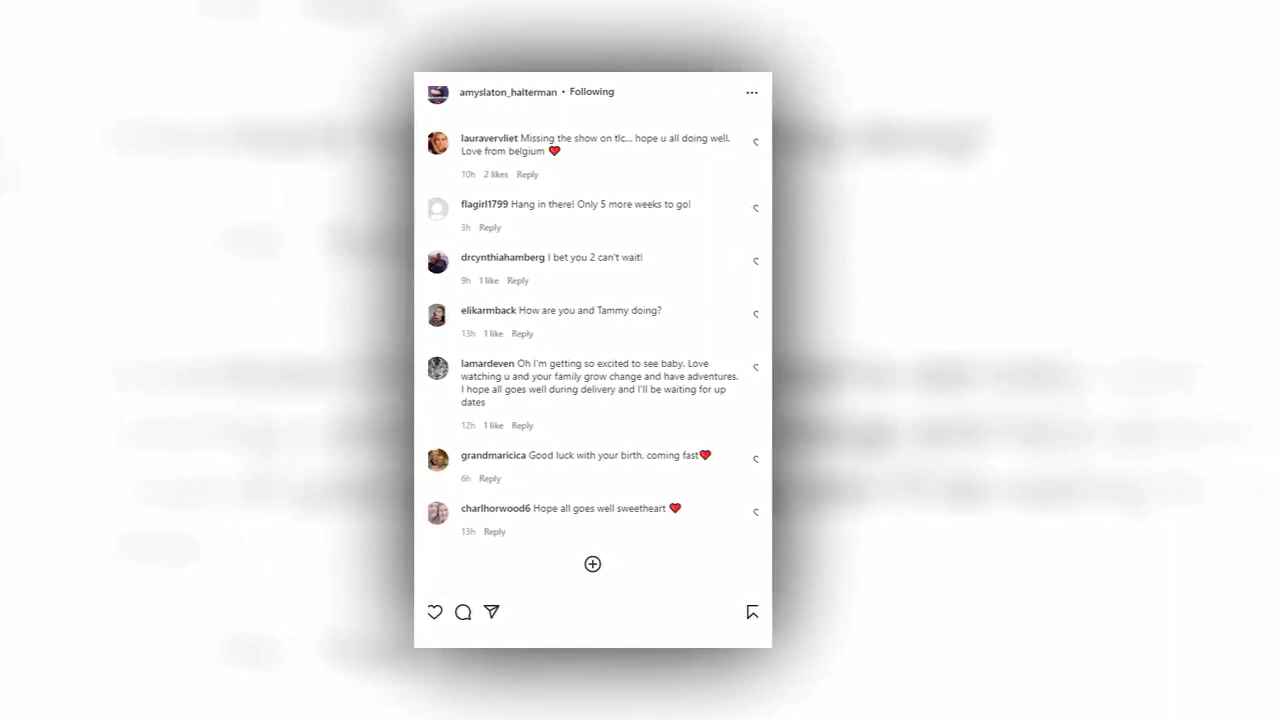 amyslaton_halterman • Following
lauravervliet Missing the show on tlc... hope u all doing well.
Love from belgium ❤️
10h 2 likes Reply
flagirl1799 Hang in there! Only 5 more weeks to go!
3h Reply
drcynthiahamberg I bet you 2 can't wait!
9h 1 like Reply
elikarmback How are you and Tammy doing?
13h 1 like Reply
lamardeven Oh I'm getting so excited to see baby. Love
watching u and your family grow change and have adventures.
I hope all goes well during delivery and I'll be waiting for up
dates
12h 1 like Reply
grandmaricica Good luck with your birth. coming fast❤️
6h Reply
charlhorwood6 Hope all goes well sweetheart ❤️
13h Reply